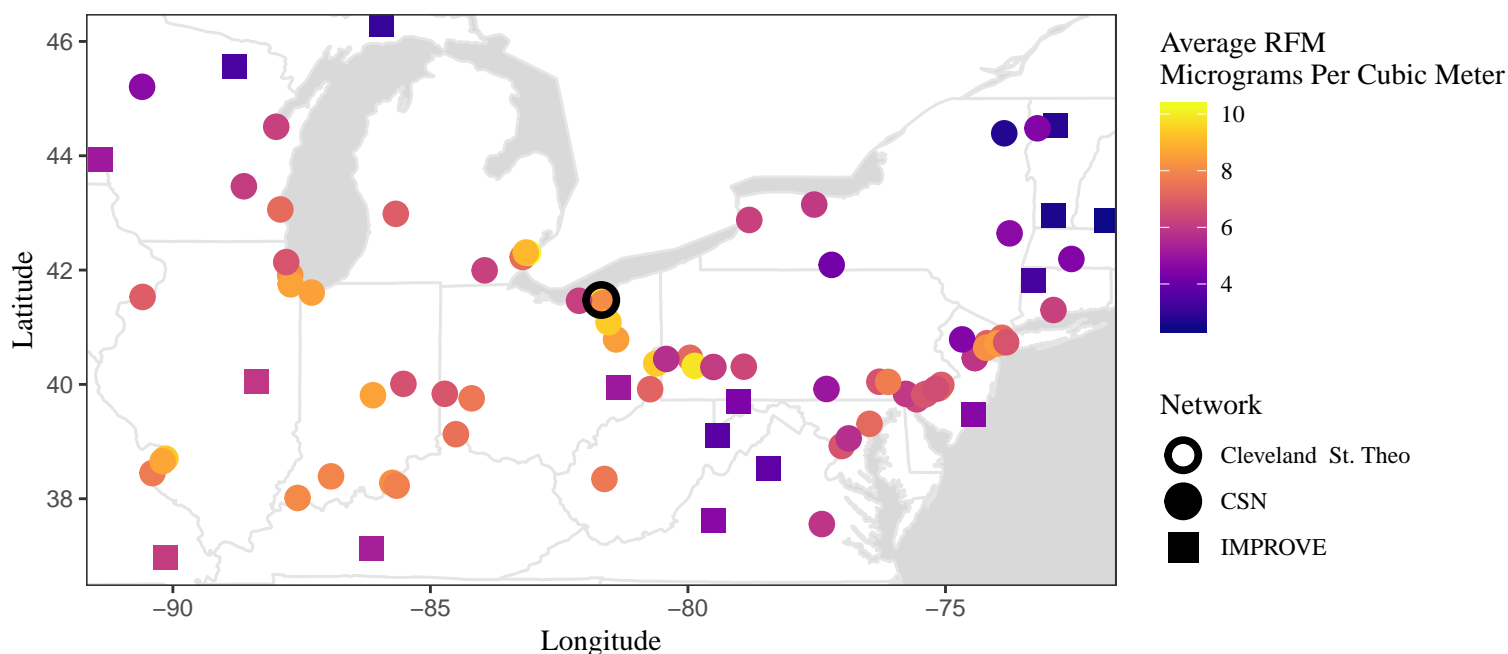 46
44
42
40
38
Latitude
−90
−85
−80
−75
Longitude
Average RFM
Micrograms Per Cubic Meter
10
8
6
4
Network
Cleveland  St. Theo
CSN
IMPROVE